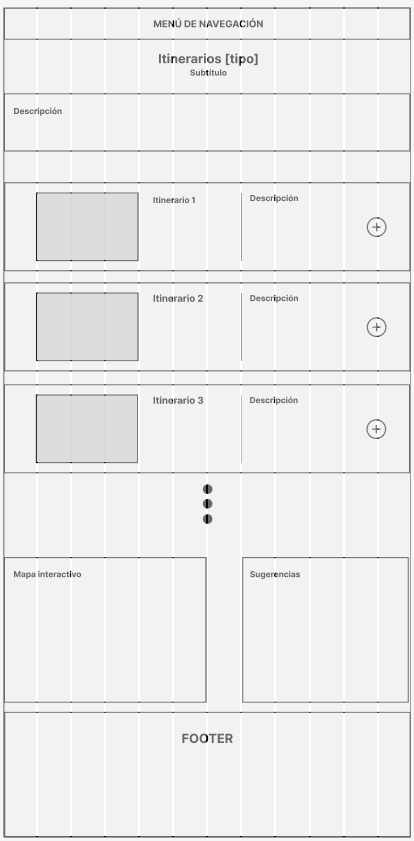 MENÚ DE NAVEGACIÓN
Itinerarios [tipo]
Subtítulo
Descripción
Itinerario 1
Descripción
Itinerario 2
Descripción
Itinerario 3
Descripción
Mapa interactivo
Sugerencias
FOOTER